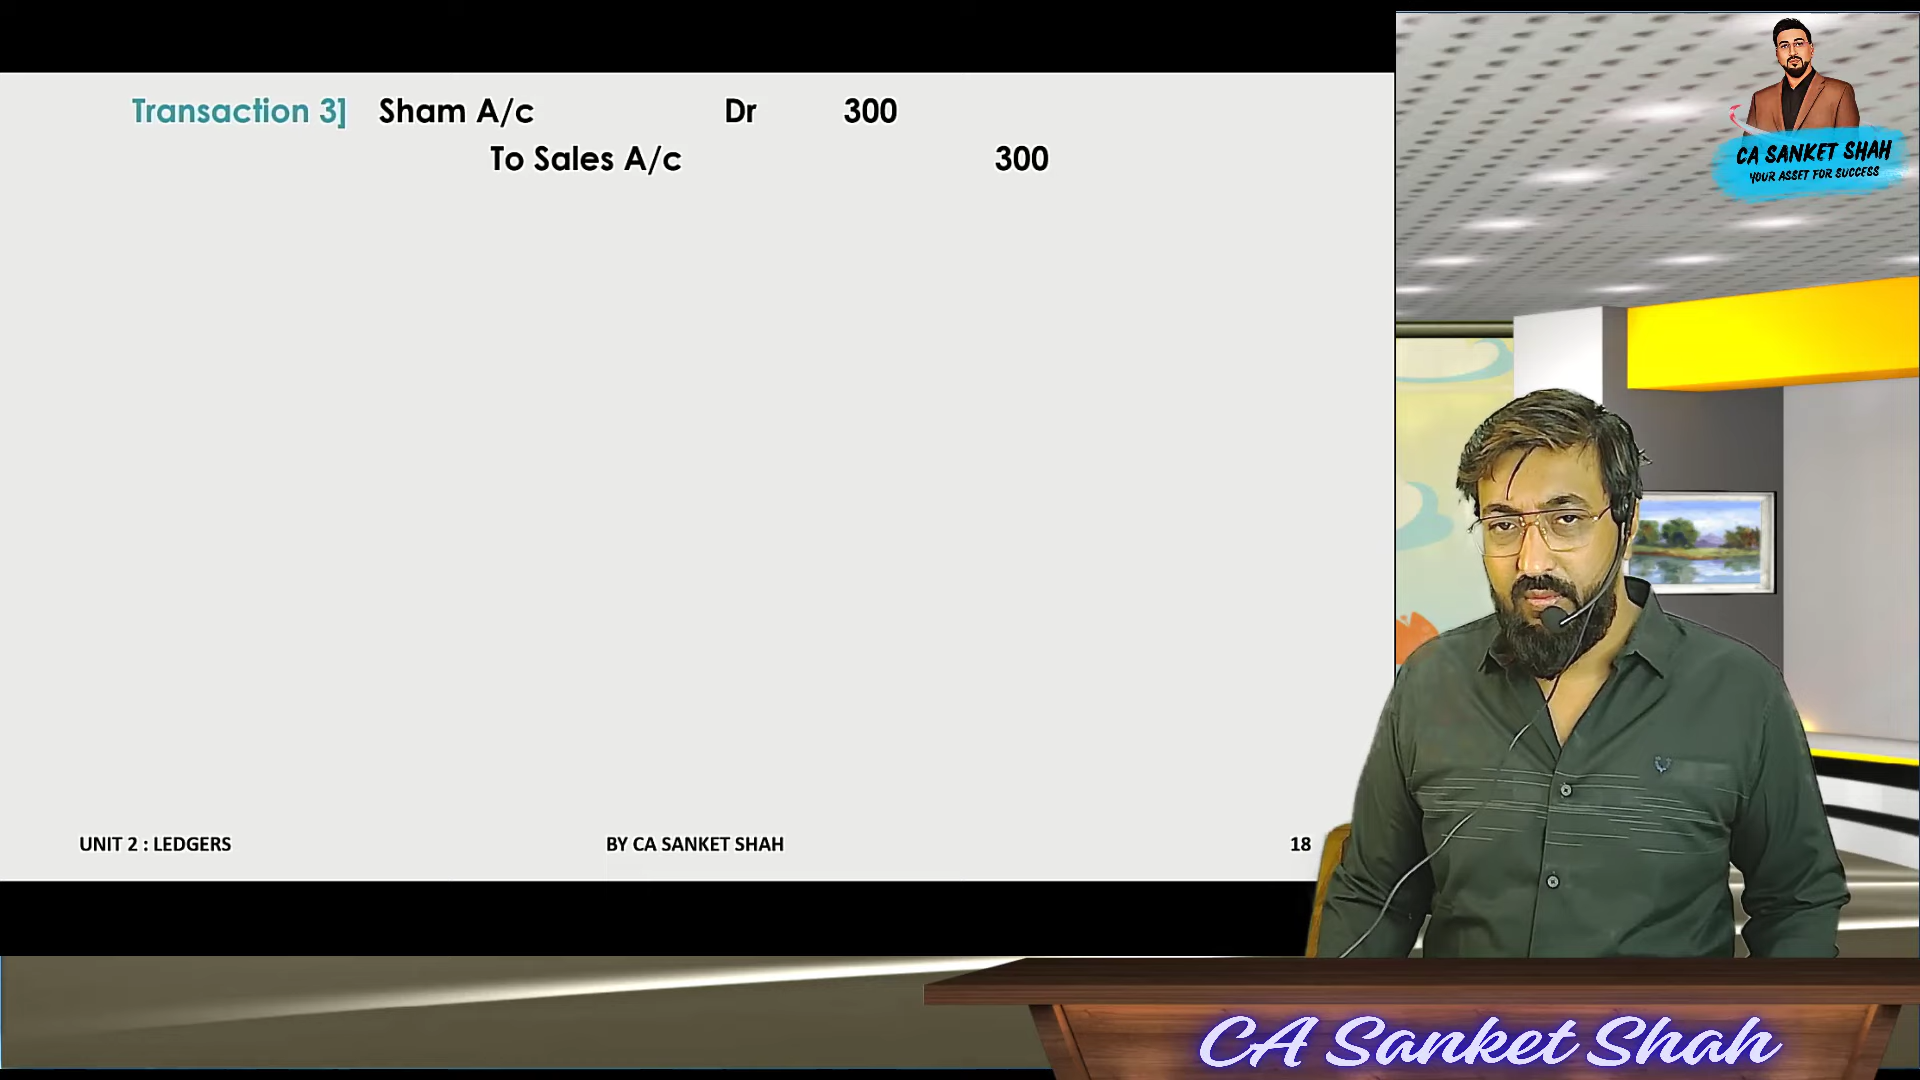 Transaction 3] Sham A/c Dr 300
To Sales A/c 300
UNIT 2 : LEDGERS BY CA SANKET SHAH 18
CA SANKET SHAH
YOUR ASSET FOR SUCCESS
CA Sanket Shah